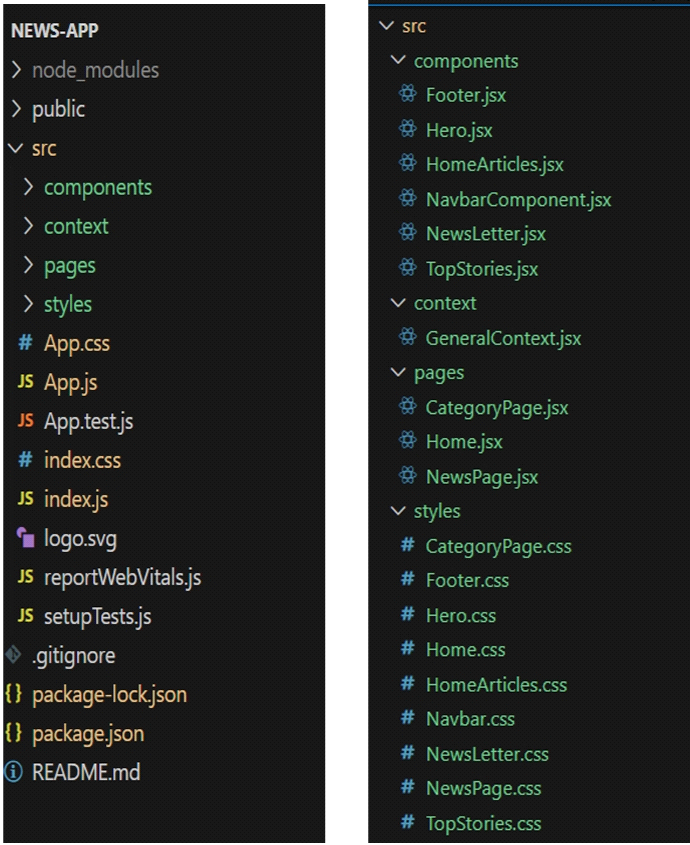 NEWS-APP
node_modules
public
src
components
context
pages
styles
# App.css
JS App.js
JS App.test.js
# index.css
JS index.js
logo.svg
JS reportWebVitals.js
JS setupTests.js
.gitignore
{} package-lock.json
{} package.json
README.md
src
components
Footer.jsx
Hero.jsx
HomeArticles.jsx
NavbarComponent.jsx
NewsLetter.jsx
TopStories.jsx
context
GeneralContext.jsx
pages
CategoryPage.jsx
Home.jsx
NewsPage.jsx
styles
# CategoryPage.css
# Footer.css
# Hero.css
# Home.css
# HomeArticles.css
# Navbar.css
# NewsLetter.css
# NewsPage.css
# TopStories.css